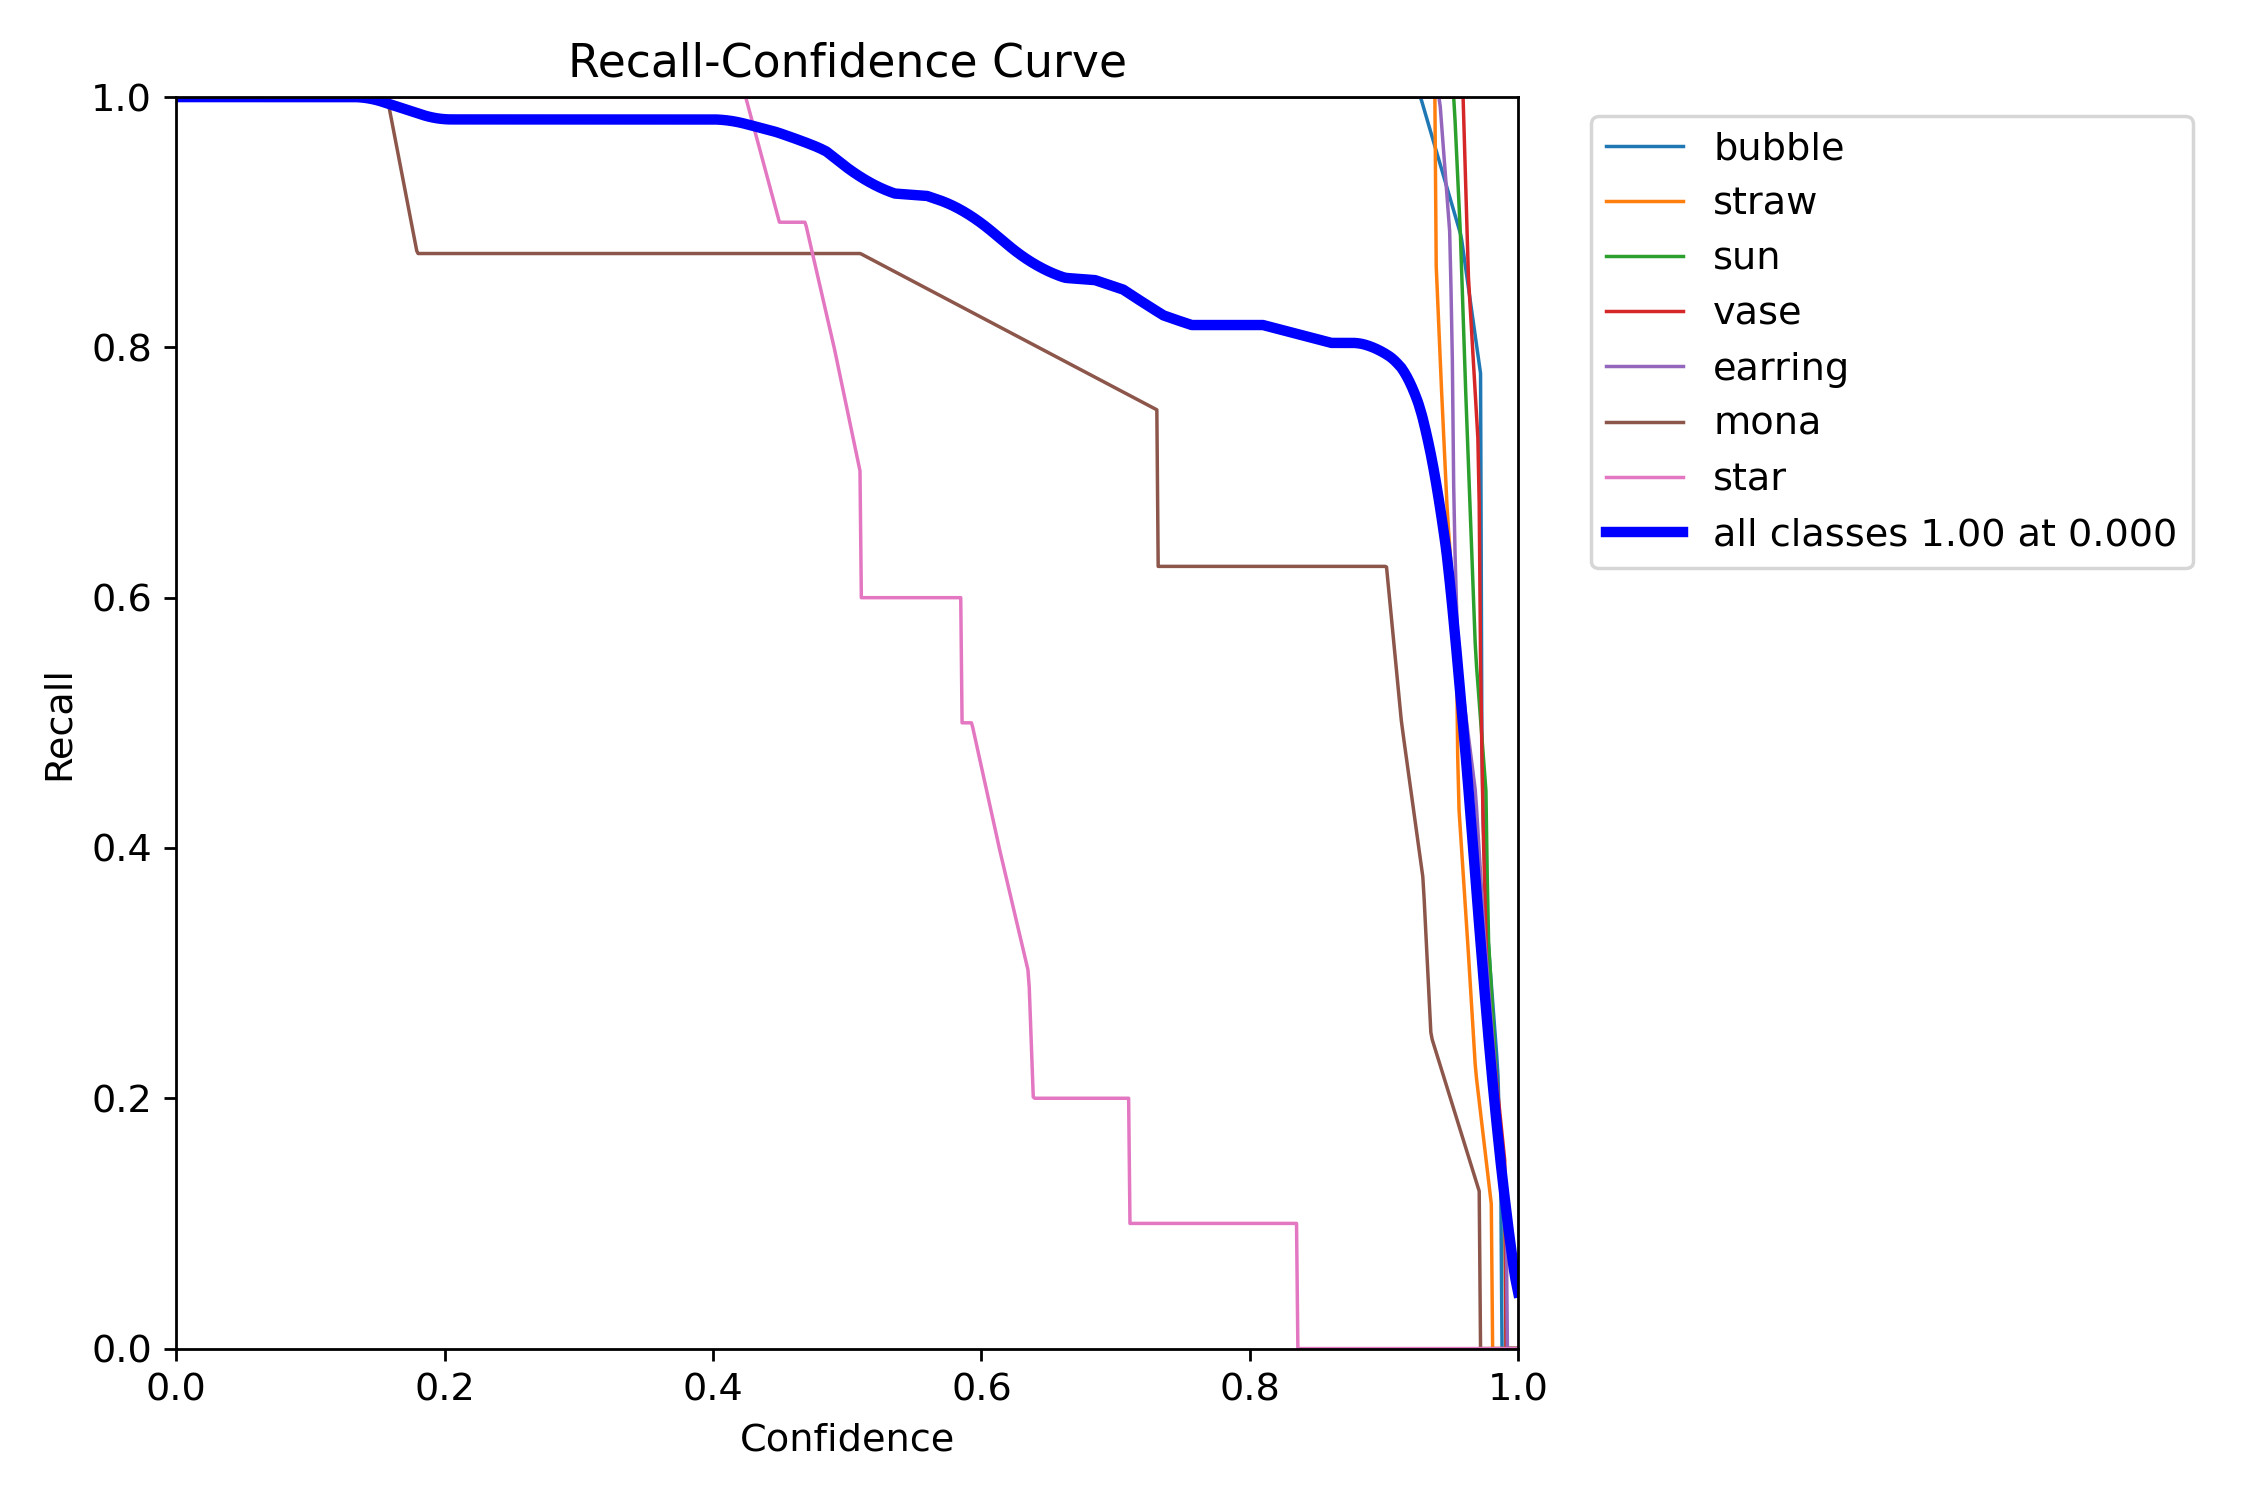 Recall-Confidence Curve
1.0
0.8
0.6
0.4
0.2
0.0
Recall
0.0 0.2 0.4 0.6 0.8 1.0
Confidence
bubble
straw
sun
vase
earring
mona
star
all classes 1.00 at 0.000